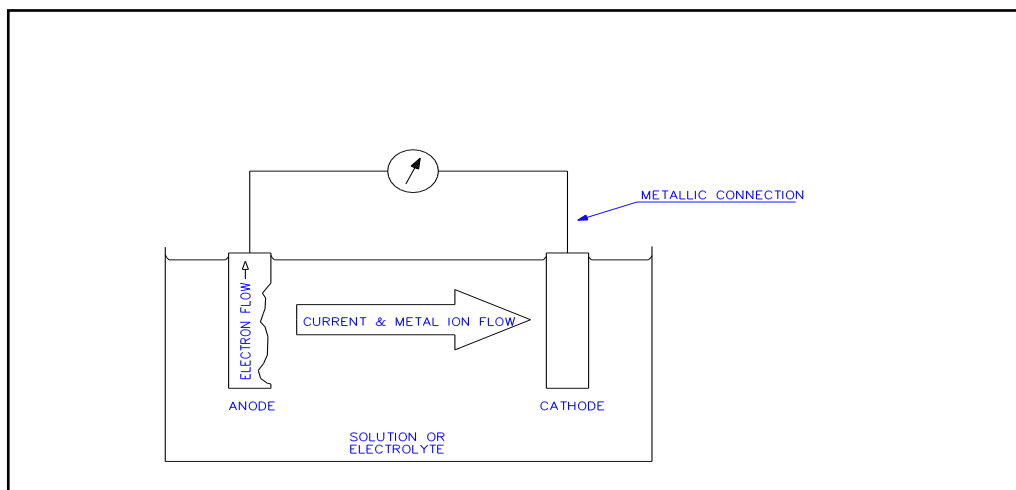 METALLIC CONNECTION
ELECTRON FLOW
CURRENT & METAL ION FLOW
ANODE
CATHODE
SOLUTION OR
ELECTROLYTE